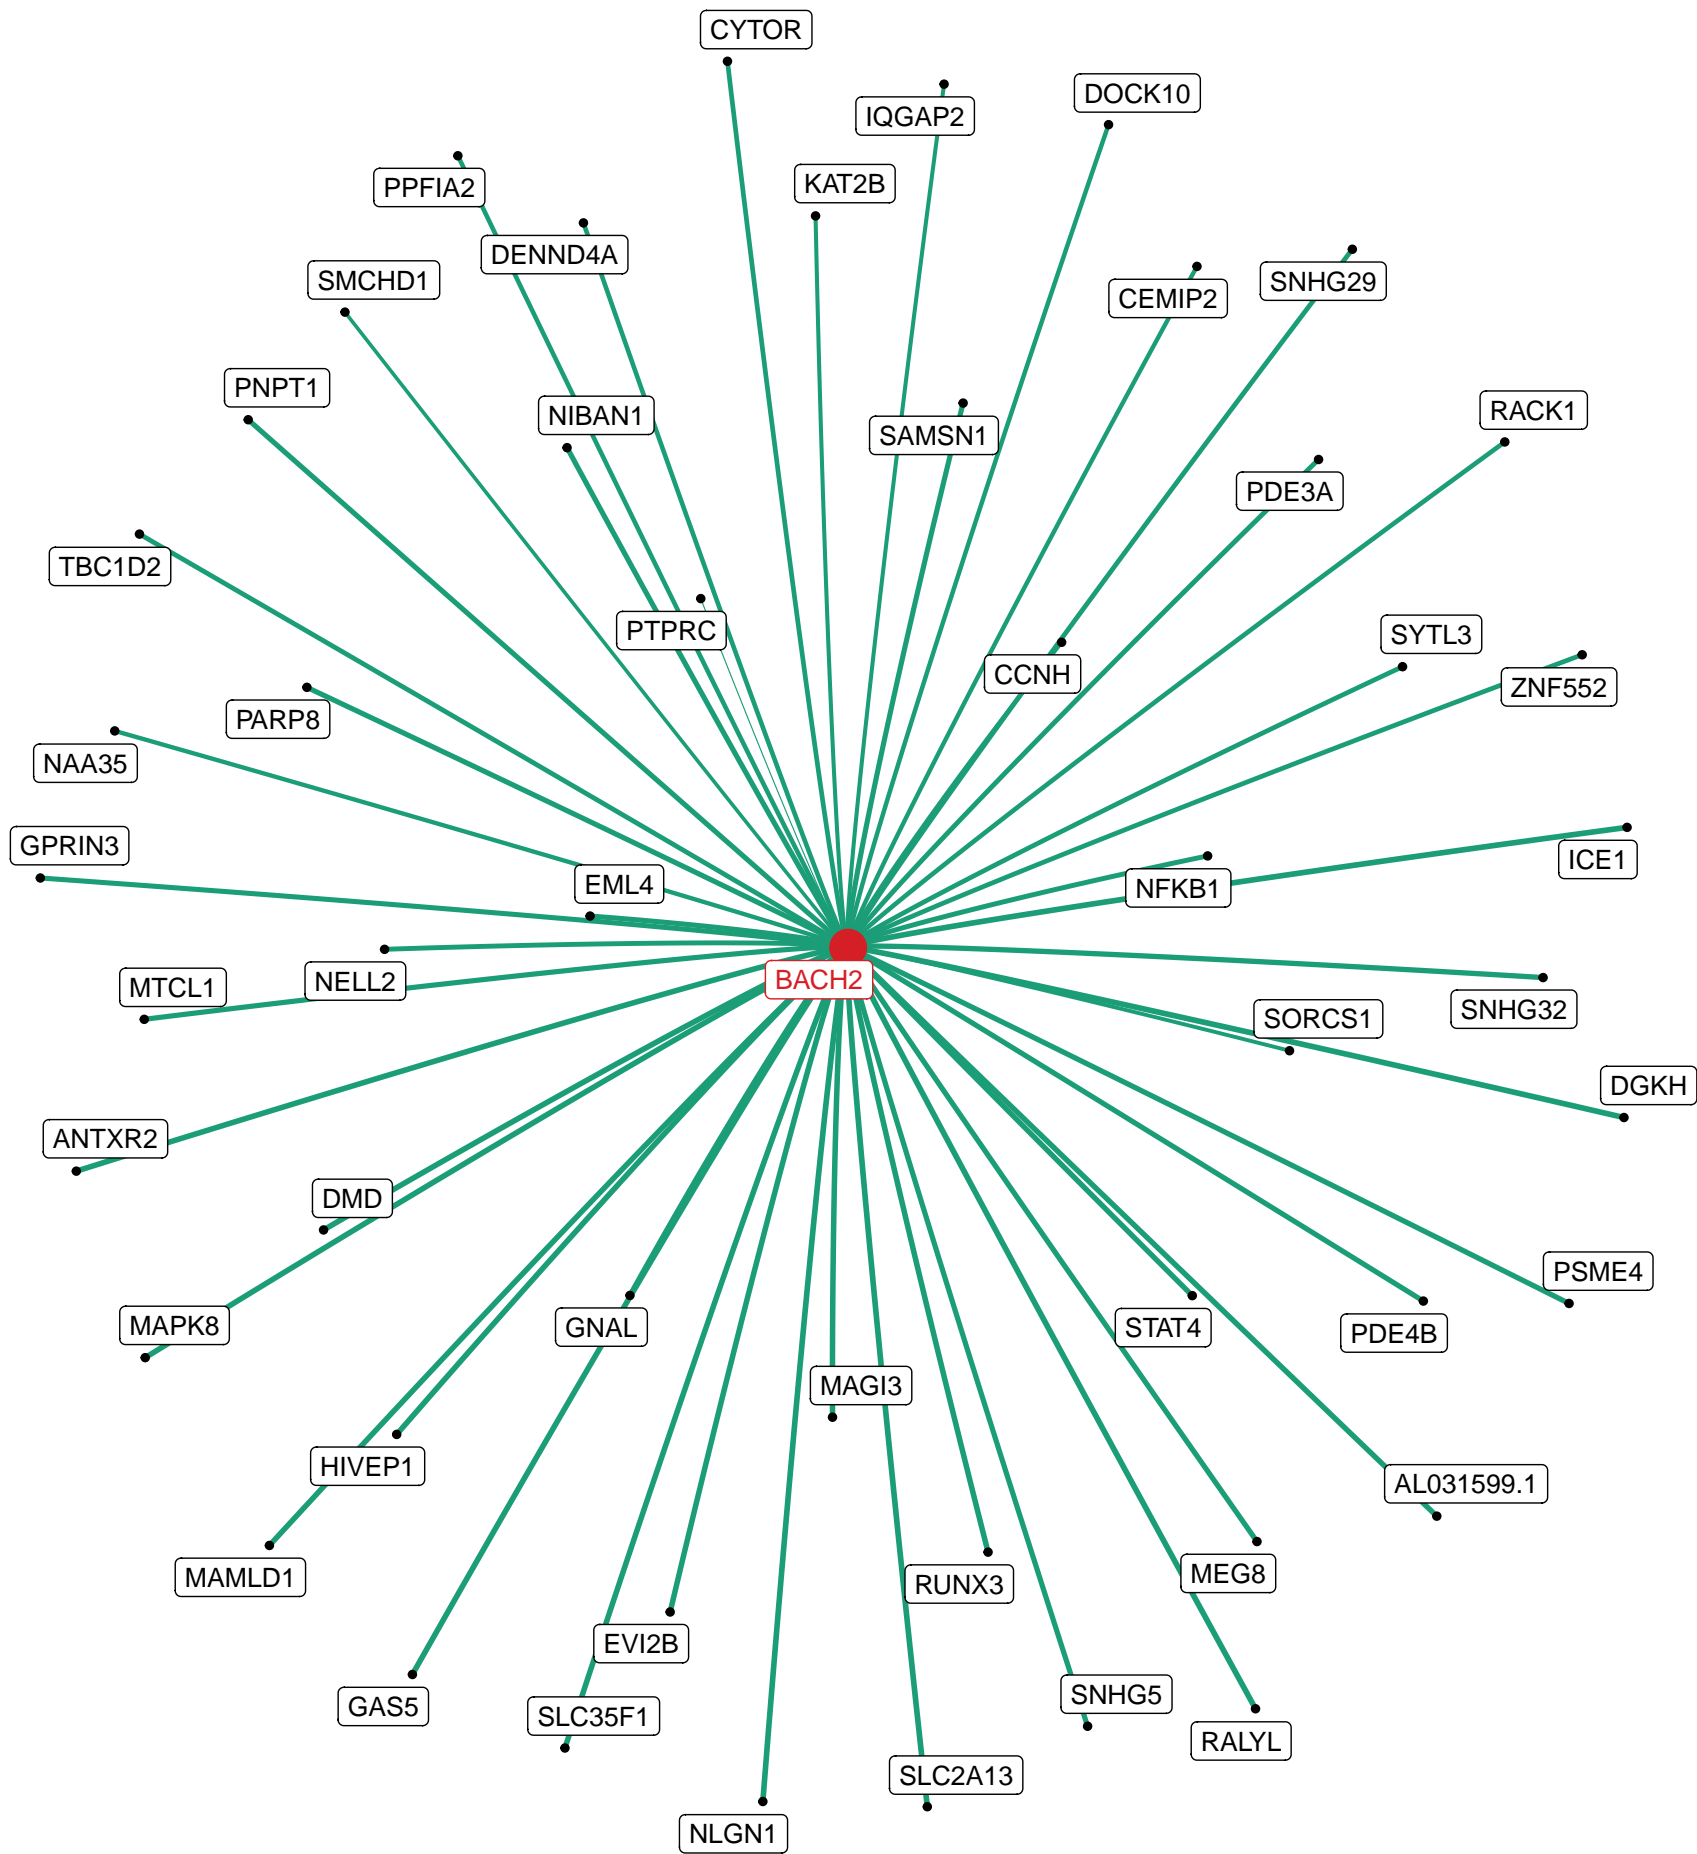 CYTOR
DOCK10
IQGAP2
KAT2B
PPFIA2
DENND4A
SMCHD1
SNHG29
CEMIP2
PNPT1
NIBAN1
RACK1
SAMSN1
PDE3A
TBC1D2
PTPRC
SYTL3
CCNH
ZNF552
PARP8
NAA35
GPRIN3
ICE1
EML4
NFKB1
BACH2
NELL2
MTCL1
SNHG32
SORCS1
DGKH
ANTXR2
DMD
PSME4
MAPK8
GNAL
STAT4
PDE4B
MAGI3
HIVEP1
AL031599.1
MEG8
MAMLD1
RUNX3
EVI2B
SNHG5
GAS5
SLC35F1
RALYL
SLC2A13
NLGN1